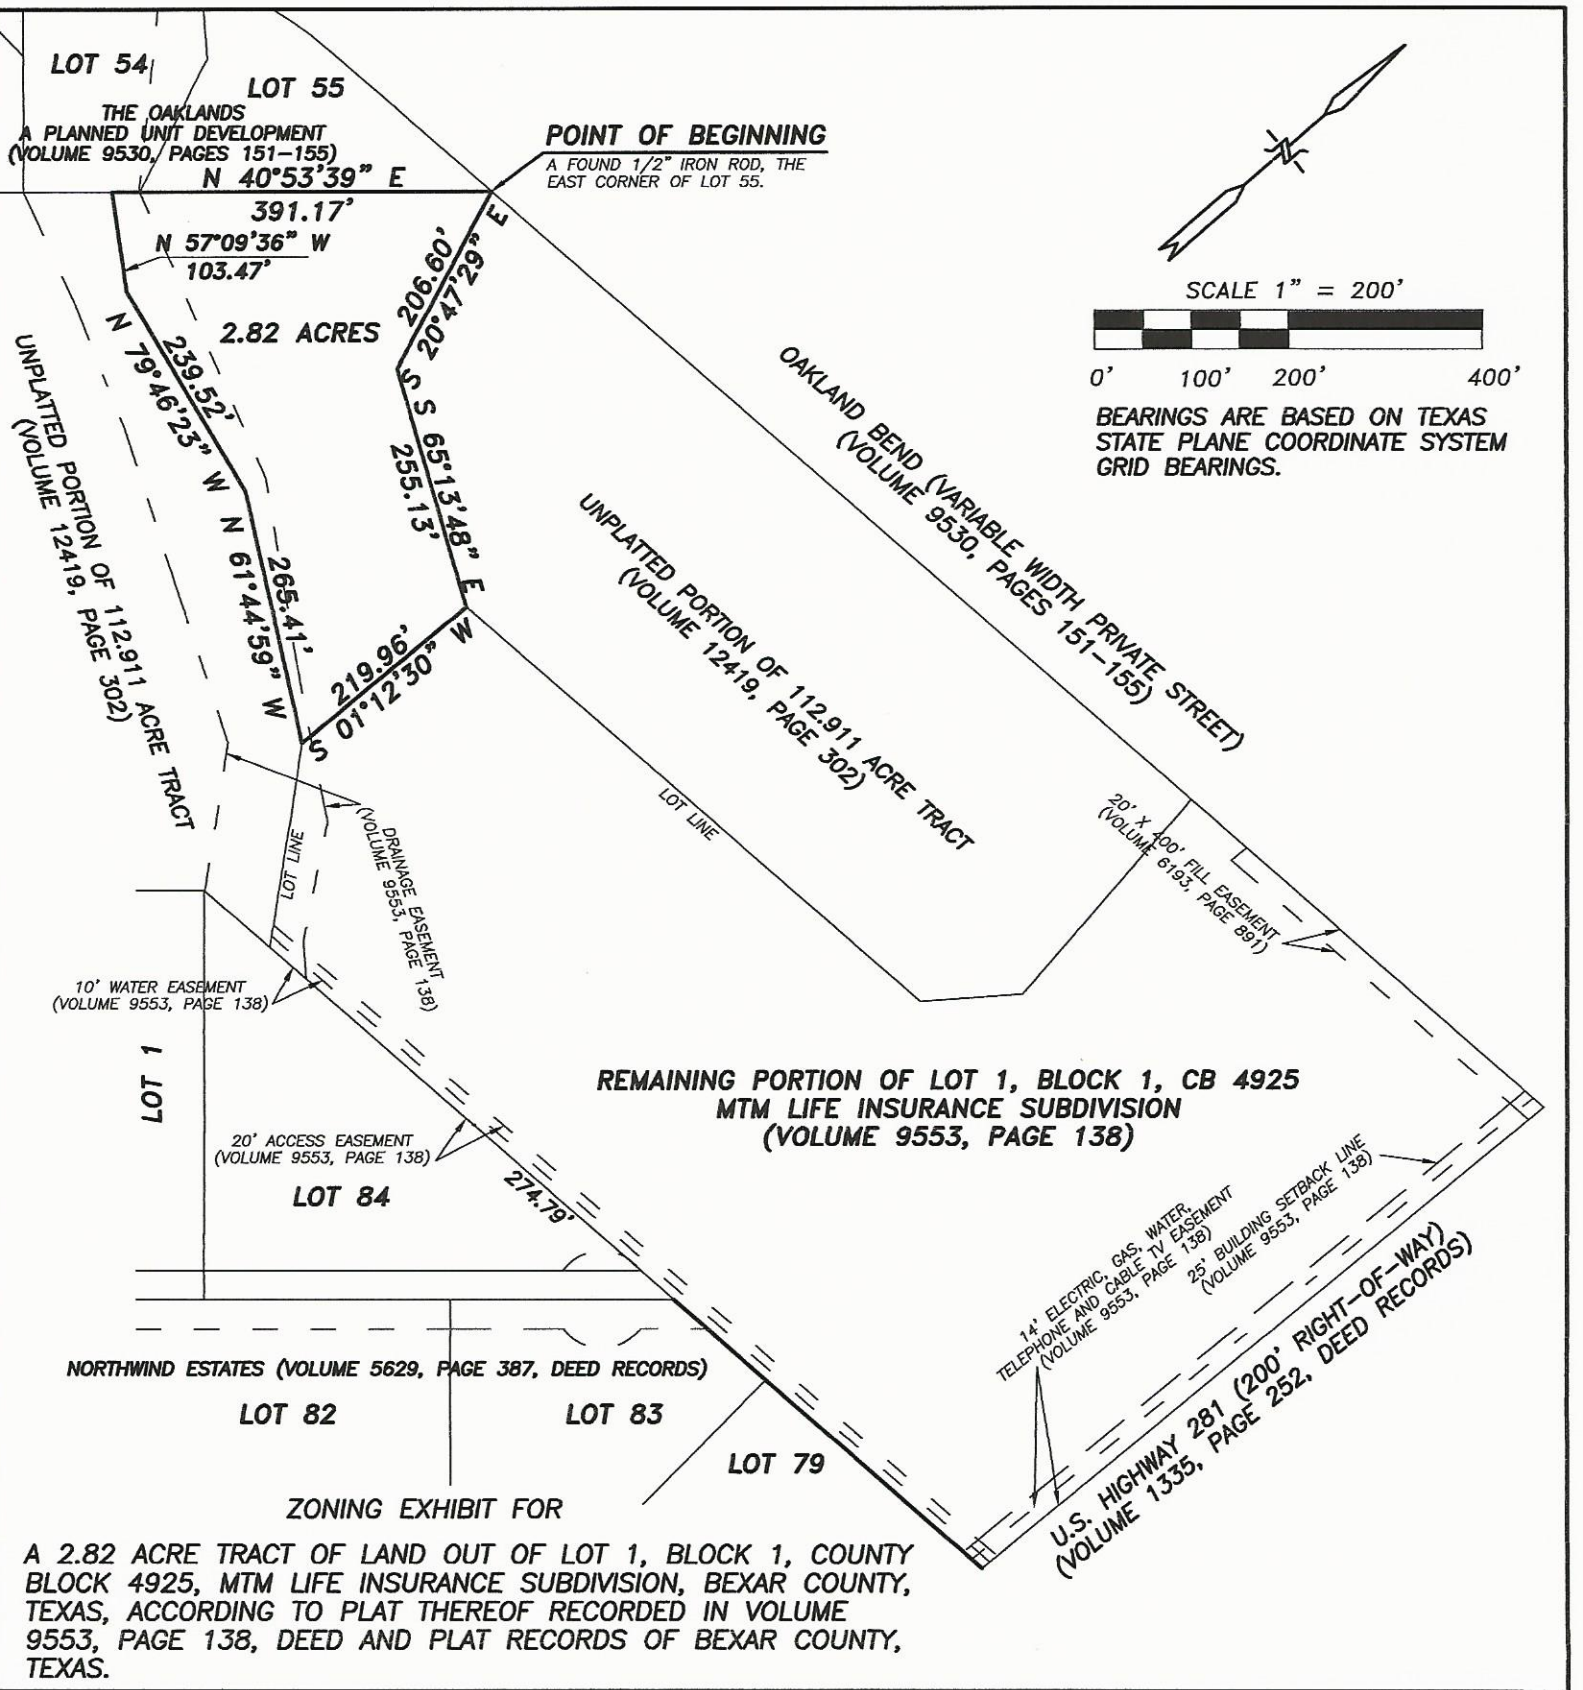 LOT 54
LOT 55
THE OAKLANDS
A PLANNED UNIT DEVELOPMENT
(VOLUME 9530, PAGES 151-155)
N 40°53'39" E
391.17'
POINT OF BEGINNING
A FOUND 1/2" IRON ROD, THE
EAST CORNER OF LOT 55.
N 57°09'36" W
103.47'
2.82 ACRES
206.60'
S 20°47'29" E
239.52'
N 79°46'23" W
S 65°13'48" E
255.13'
265.41'
N 61°44'59" W
219.96'
S 01°12'30" W
N
SCALE 1" = 200'
0' 100' 200' 400'
BEARINGS ARE BASED ON TEXAS
STATE PLANE COORDINATE SYSTEM
GRID BEARINGS.
UNPLATTED PORTION OF 112.911 ACRE TRACT
(VOLUME 12419, PAGE 302)
OAKLAND BEND (VARIABLE WIDTH PRIVATE STREET)
(VOLUME 9530, PAGES 151-155)
UNPLATTED PORTION OF 112.911 ACRE TRACT
(VOLUME 12419, PAGE 302)
LOT LINE
LOT LINE
DRAINAGE EASEMENT
(VOLUME 9553, PAGE 138)
20' X 400' FILL EASEMENT
(VOLUME 6193, PAGE 891)
10' WATER EASEMENT
(VOLUME 9553, PAGE 138)
LOT 1
REMAINING PORTION OF LOT 1, BLOCK 1, CB 4925
MTM LIFE INSURANCE SUBDIVISION
(VOLUME 9553, PAGE 138)
20' ACCESS EASEMENT
(VOLUME 9553, PAGE 138)
LOT 84
274.79'
14' ELECTRIC, GAS, WATER,
TELEPHONE AND CABLE TV EASEMENT
(VOLUME 9553, PAGE 138)
25' BUILDING SETBACK LINE
(VOLUME 9553, PAGE 138)
U.S. HIGHWAY 281 (200' RIGHT-OF-WAY)
(VOLUME 1335, PAGE 252, DEED RECORDS)
NORTHWIND ESTATES (VOLUME 5629, PAGE 387, DEED RECORDS)
LOT 82
LOT 83
LOT 79
ZONING EXHIBIT FOR
A 2.82 ACRE TRACT OF LAND OUT OF LOT 1, BLOCK 1, COUNTY
BLOCK 4925, MTM LIFE INSURANCE SUBDIVISION, BEXAR COUNTY,
TEXAS, ACCORDING TO PLAT THEREOF RECORDED IN VOLUME
9553, PAGE 138, DEED AND PLAT RECORDS OF BEXAR COUNTY,
TEXAS.